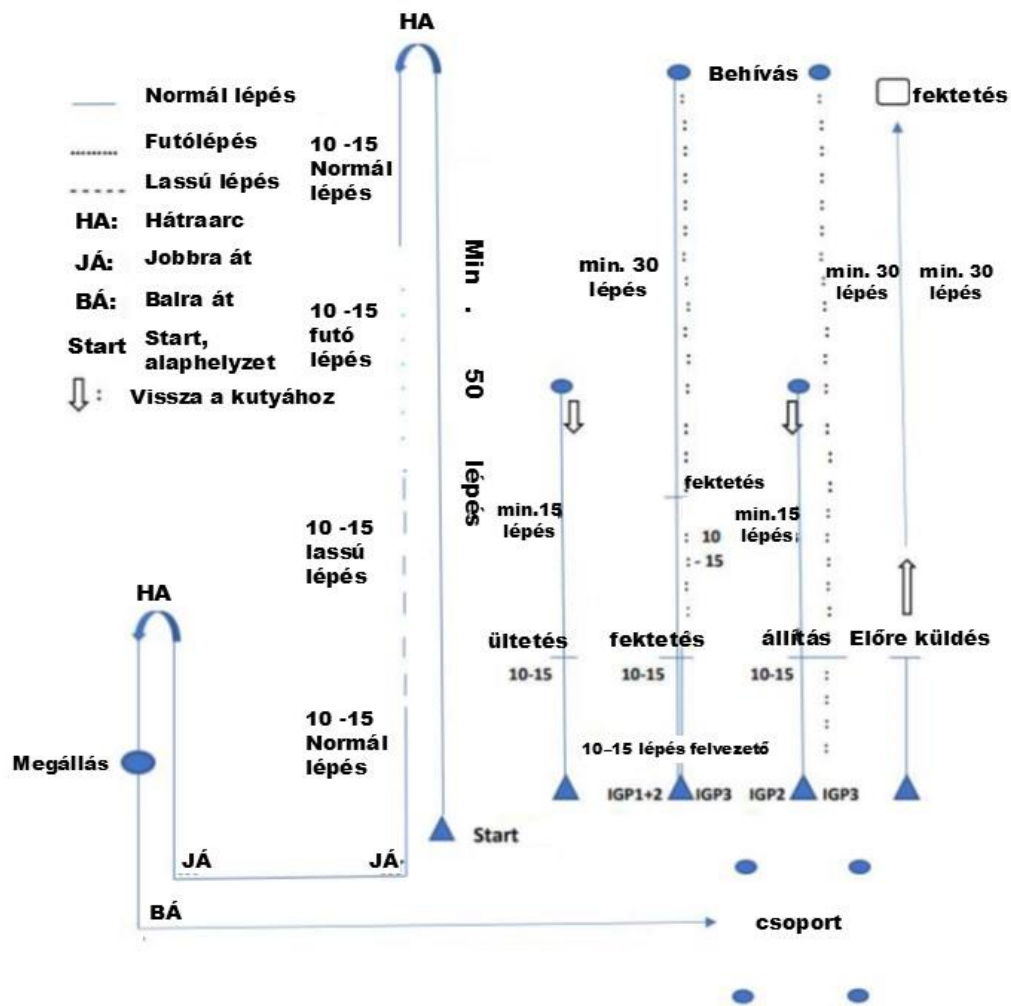 HA
Normál lépés
Futólépés
Lassú lépés
HA: Hátraarc
JÁ: Jobbra át
BÁ: Balra át
Start Start,
alaphelyzet
: Vissza a kutyához
10 -15
Normál
lépés
10 -15
futó
lépés
10 -15
lassú
lépés
10 -15
Normál
lépés
Min. 50 lépés
HA
Megállás
JÁ
JÁ
BÁ
Start
Behívás
fektetés
min. 30
lépés
min. 30
lépés
min. 30
lépés
min.15
lépés
fektetés
10
- 15
min.15
lépés
ültetés
fektetés
állítás
Előre küldés
10-15
10-15
10-15
10–15 lépés felvezető
IGP1+2
IGP3
IGP2
IGP3
csoport